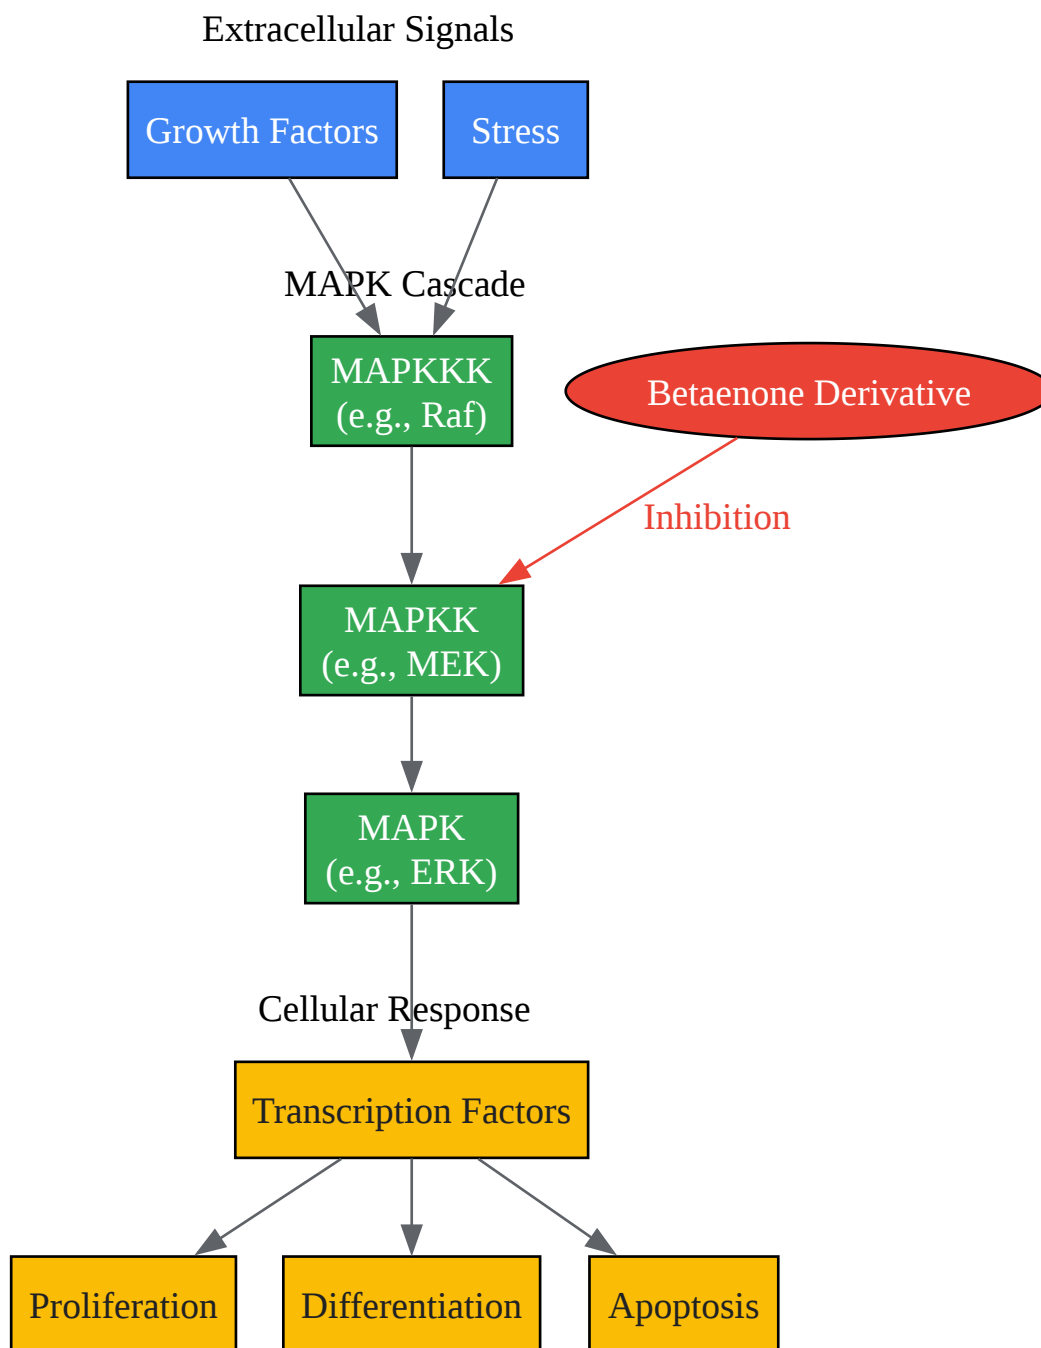 Extracellular Signals
Growth Factors
Stress
MAPK Cascade
MAPKKK
(e.g., Raf)
Betaenone Derivative
Inhibition
MAPKK
(e.g., MEK)
MAPK
(e.g., ERK)
Cellular Response
Transcription Factors
Proliferation
Differentiation
Apoptosis